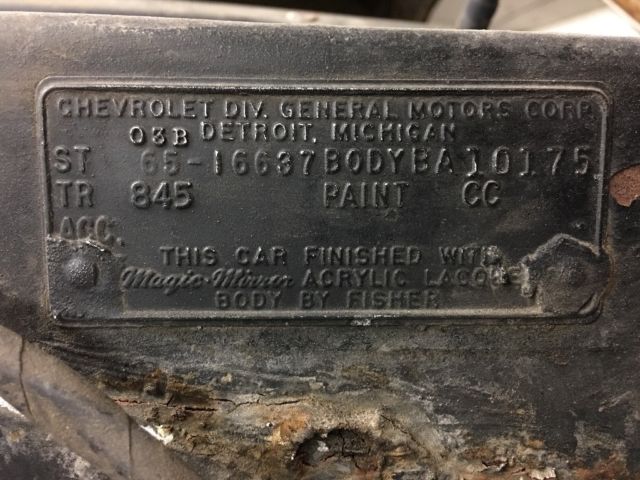 CHEVROLET DIV. GENERAL MOTORS CORP.
03B DETROIT, MICHIGAN
ST 65-16637 BODY BA 10175
TR 845 PAINT CC
ACC.
THIS CAR FINISHED WITH
Magic-Mirror ACRYLIC LACQUE
BODY BY FISHER